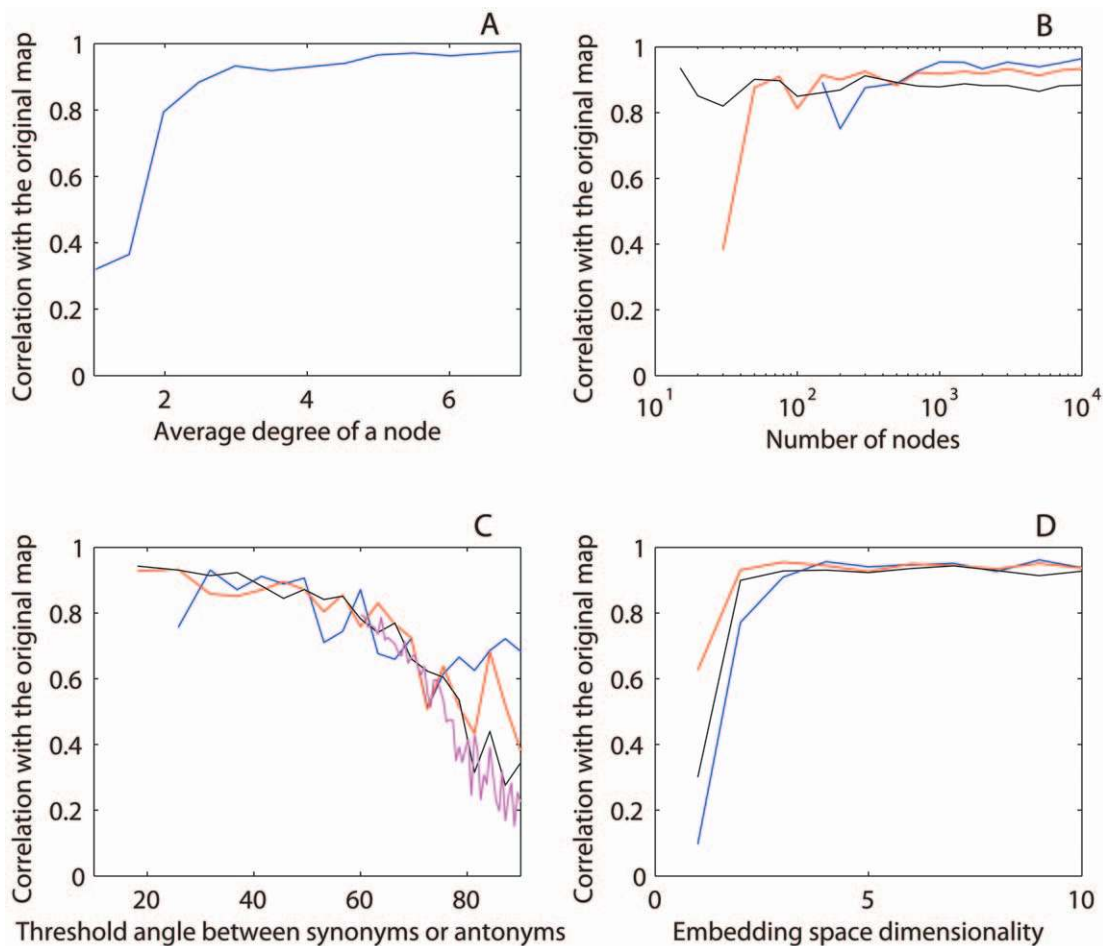 A
Correlation with the original map
1
0.8
0.6
0.4
0.2
0
2 4 6
Average degree of a node
B
Correlation with the original map
1
0.8
0.6
0.4
0.2
0
10^1 10^2 10^3 10^4
Number of nodes
C
Correlation with the original map
1
0.8
0.6
0.4
0.2
0
20 40 60 80
Threshold angle between synonyms or antonyms
D
Correlation with the original map
1
0.8
0.6
0.4
0.2
0
0 5 10
Embedding space dimensionality